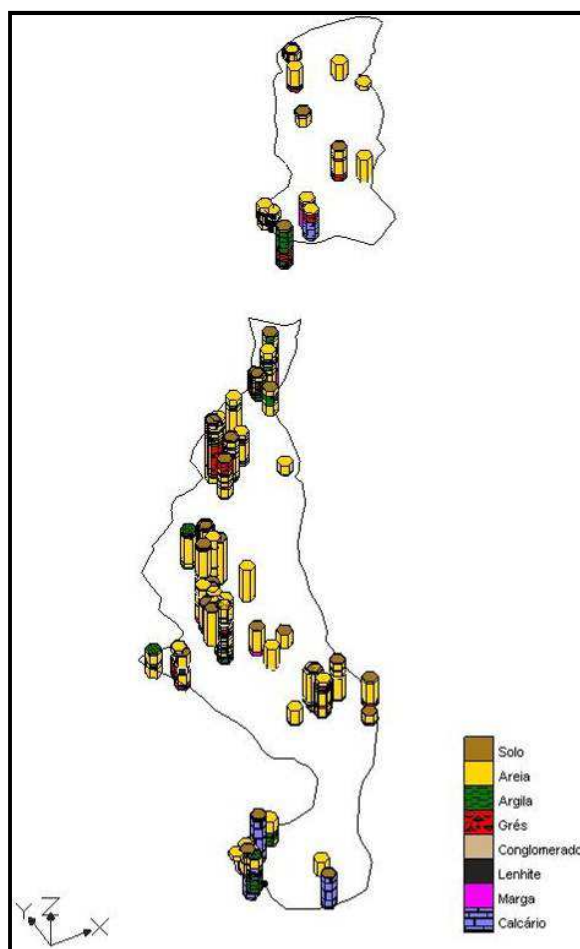 Solo
Areia
Argila
Grés
Conglomerado
Lenhite
Marga
Calcário
Y Z X